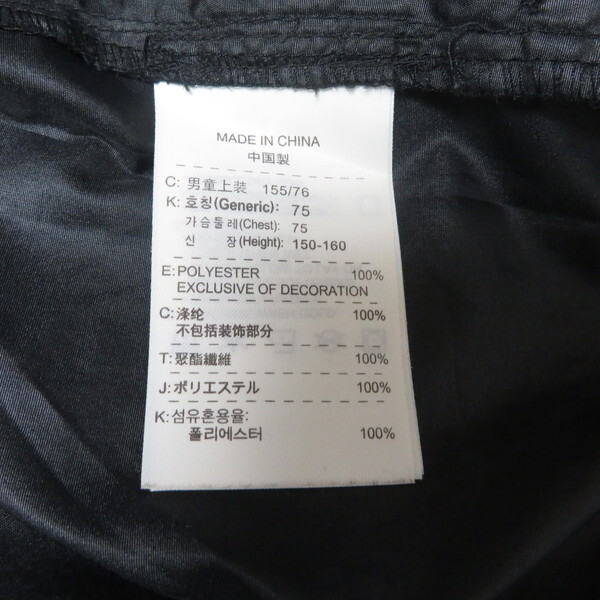 MADE IN CHINA
中国製
C: 男童上装 155/76
K: 호칭(Generic): 75
가슴둘레(Chest): 75
신 장(Height): 150-160
E: POLYESTER 100%
EXCLUSIVE OF DECORATION
C: 涤纶 100%
不包括装饰部分
T: 聚酯纖維 100%
J: ポリエステル 100%
K: 섬유혼용율:
폴리에스터 100%